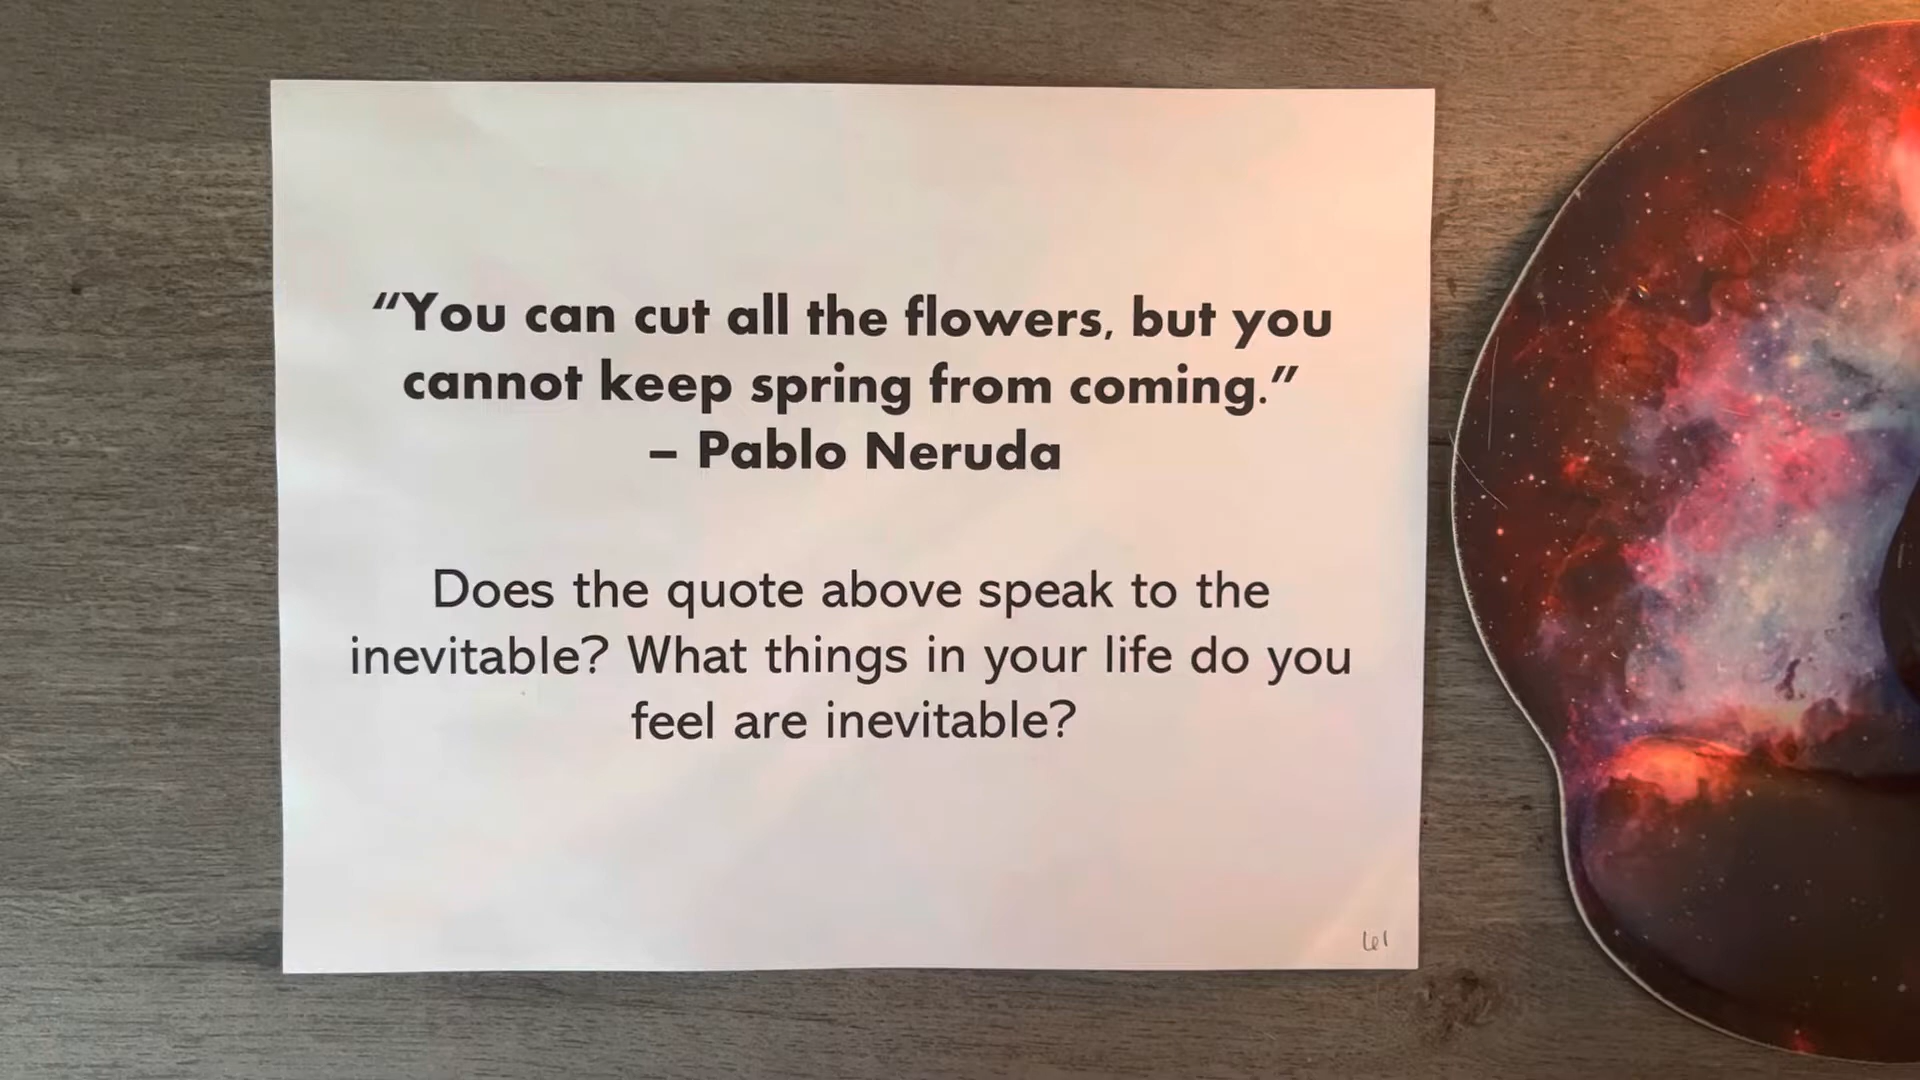 “You can cut all the flowers, but you
cannot keep spring from coming.”
– Pablo Neruda
Does the quote above speak to the
inevitable? What things in your life do you
feel are inevitable?
61